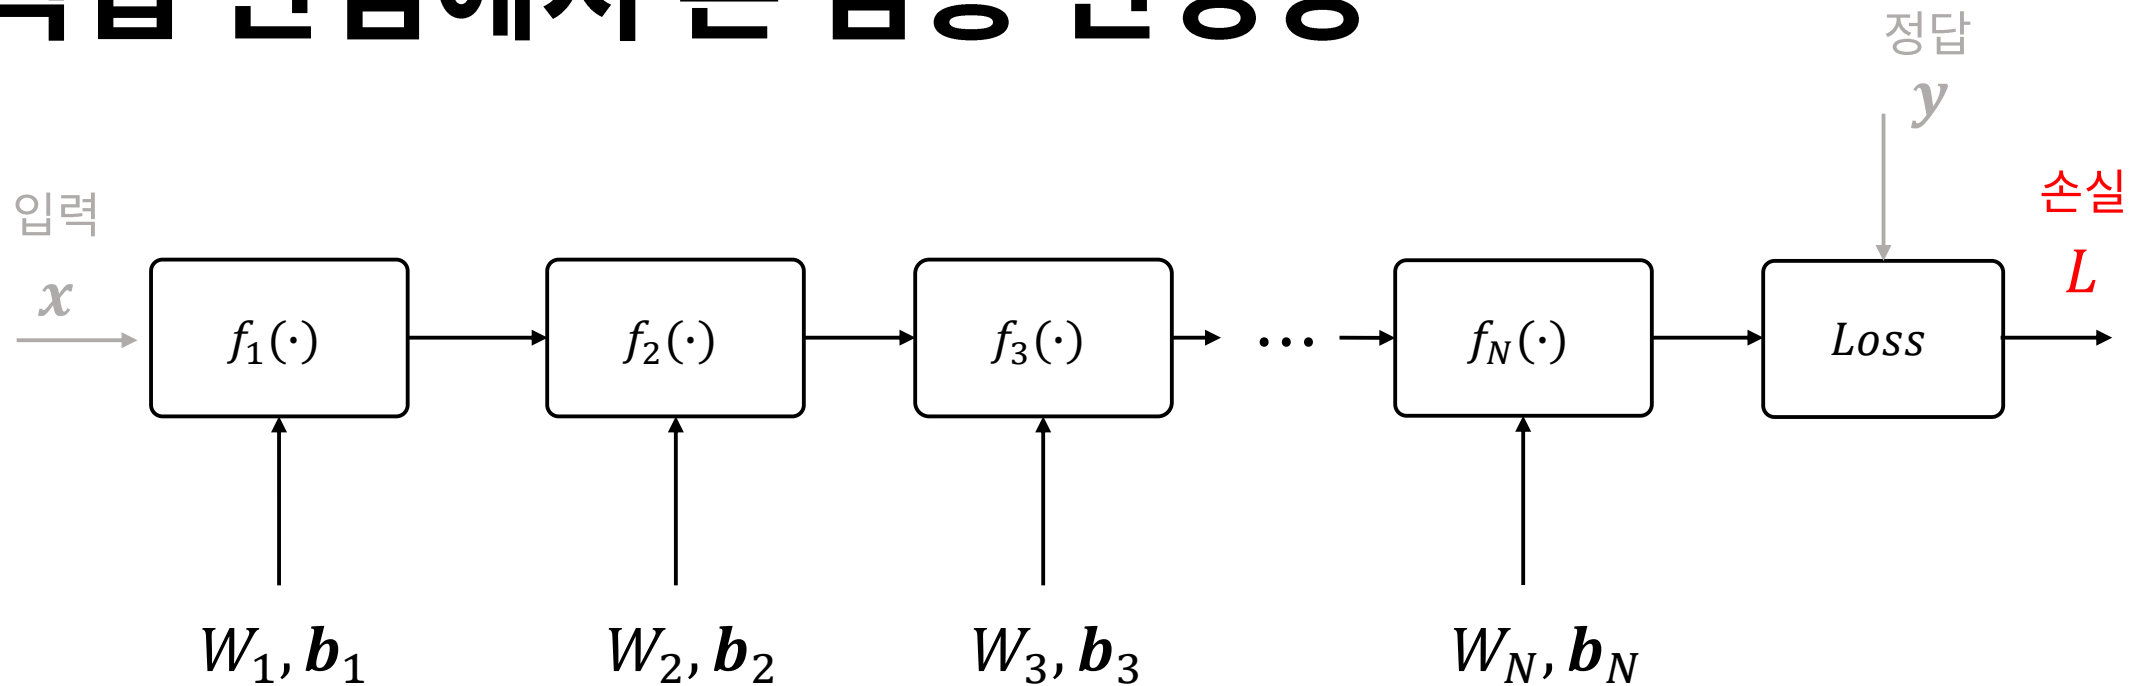 정답
y
입력
x
손실
L
f₁(·)
f₂(·)
f₃(·)
...
f_N(·)
Loss
W₁, b₁
W₂, b₂
W₃, b₃
W_N, b_N